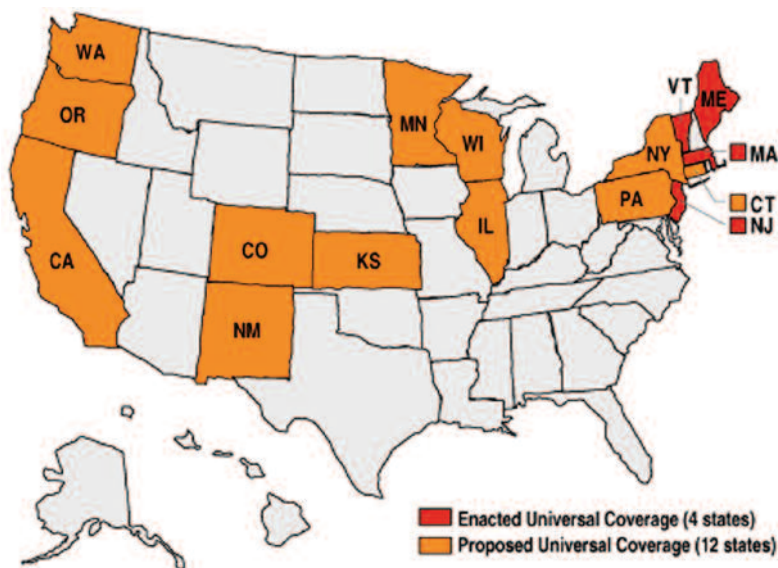 WA
VT
ME
OR
MN
WI
NY
MA
PA
CT
NJ
IL
CA
CO
KS
NM
Enacted Universal Coverage (4 states)
Proposed Universal Coverage (12 states)